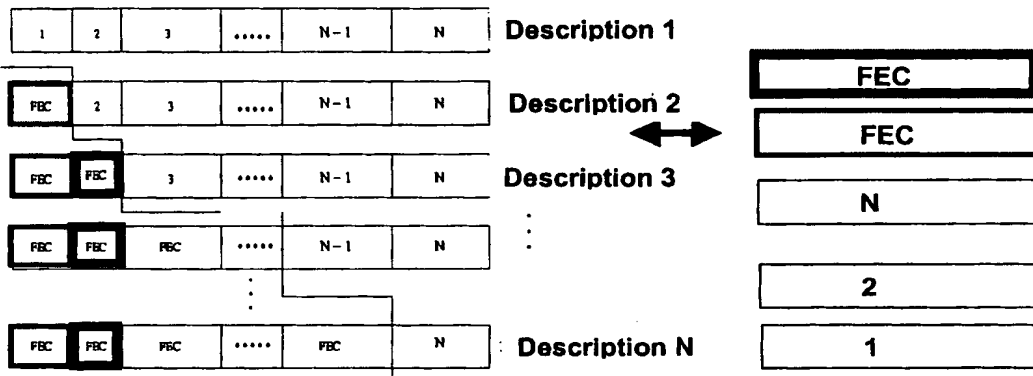 1 2 3 ..... N-1 N Description 1
FEC 2 3 ..... N-1 N Description 2
FEC FEC 3 ..... N-1 N Description 3
FEC FEC FEC ..... N-1 N
FEC FEC FEC ..... FEC N Description N
FEC
FEC
N
2
1